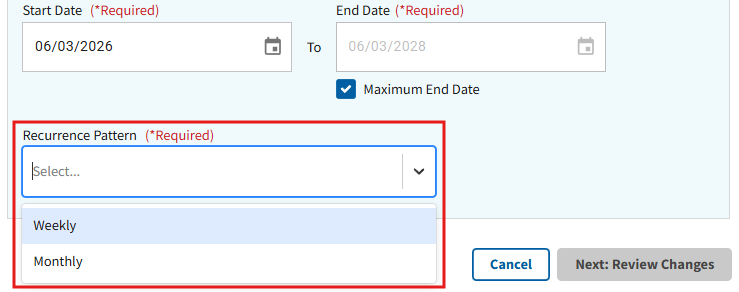 Start Date (*Required)
End Date (*Required)
06/03/2026
To
06/03/2028
Maximum End Date
Recurrence Pattern (*Required)
Select...
Weekly
Monthly
Cancel
Next: Review Changes